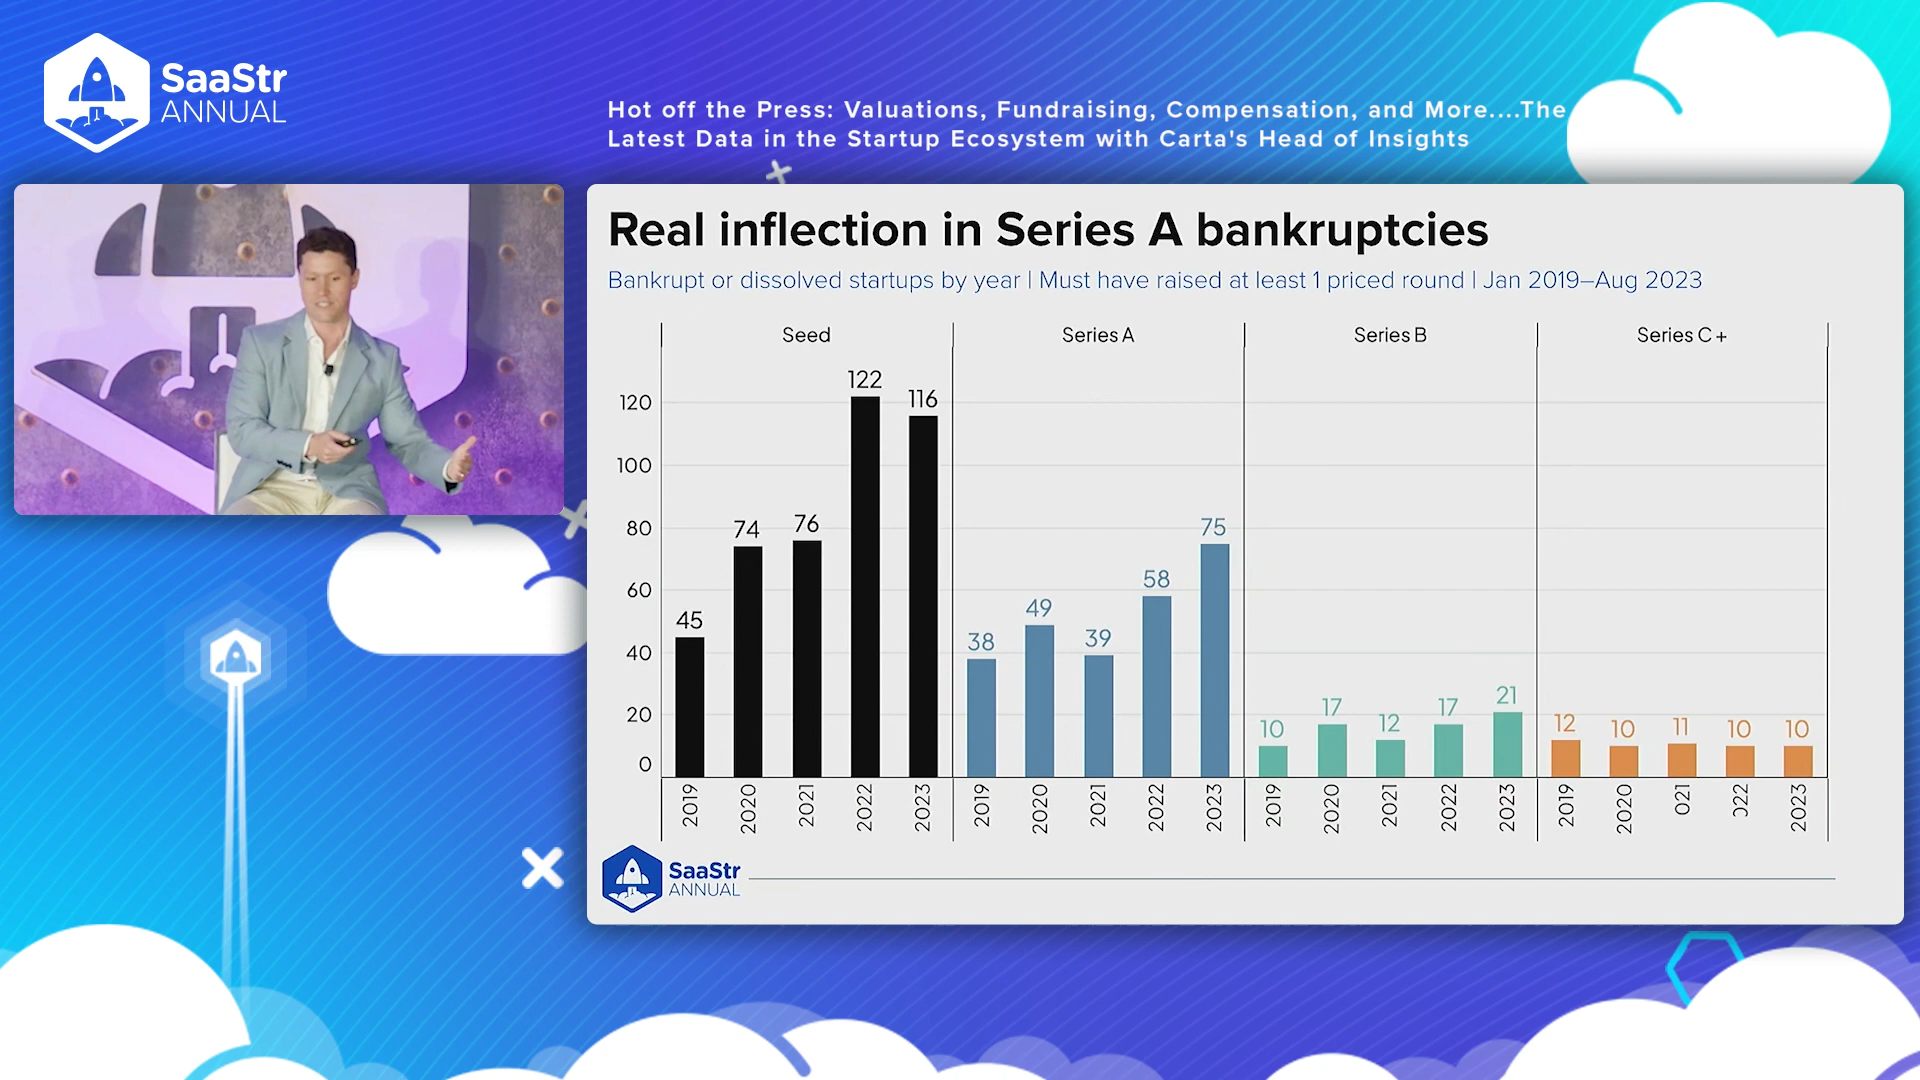 SaaStr
ANNUAL
Hot off the Press: Valuations, Fundraising, Compensation, and More....The
Latest Data in the Startup Ecosystem with Carta's Head of Insights
Real inflection in Series A bankruptcies
Bankrupt or dissolved startups by year | Must have raised at least 1 priced round | Jan 2019–Aug 2023
Seed Series A Series B Series C+
120
100
80
60
40
20
0
45 74 76 122 116
38 49 39 58 75
10 17 12 17 21
12 10 11 10 10
2019 2020 2021 2022 2023 2019 2020 2021 2022 2023 2019 2020 2021 2022 2023 2019 2020 021 022 2023
SaaStr
ANNUAL